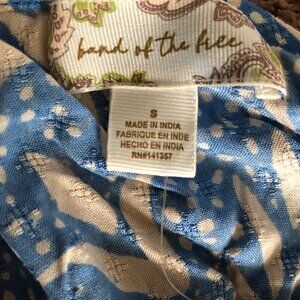 band of the free
S
MADE IN INDIA
FABRIQUE EN INDE
HECHO EN INDIA
RN#141357